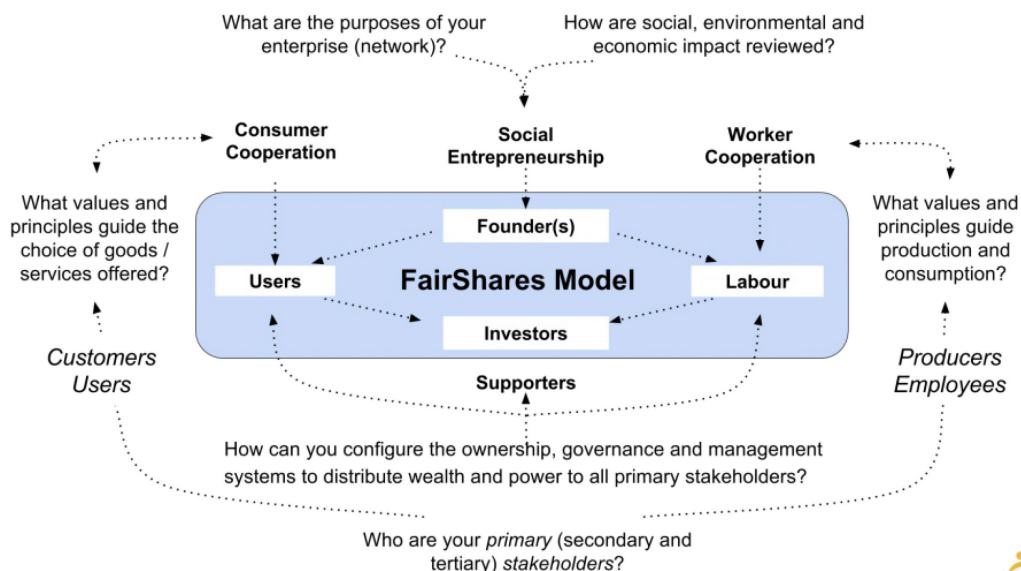 What are the purposes of your
enterprise (network)?
How are social, environmental and
economic impact reviewed?
Consumer
Cooperation
Social
Entrepreneurship
Worker
Cooperation
What values and
principles guide the
choice of goods /
services offered?
Founder(s)
Users
FairShares Model
Labour
Investors
What values and
principles guide
production and
consumption?
Customers
Users
Supporters
Producers
Employees
How can you configure the ownership, governance and management
systems to distribute wealth and power to all primary stakeholders?
Who are your primary (secondary and
tertiary) stakeholders?